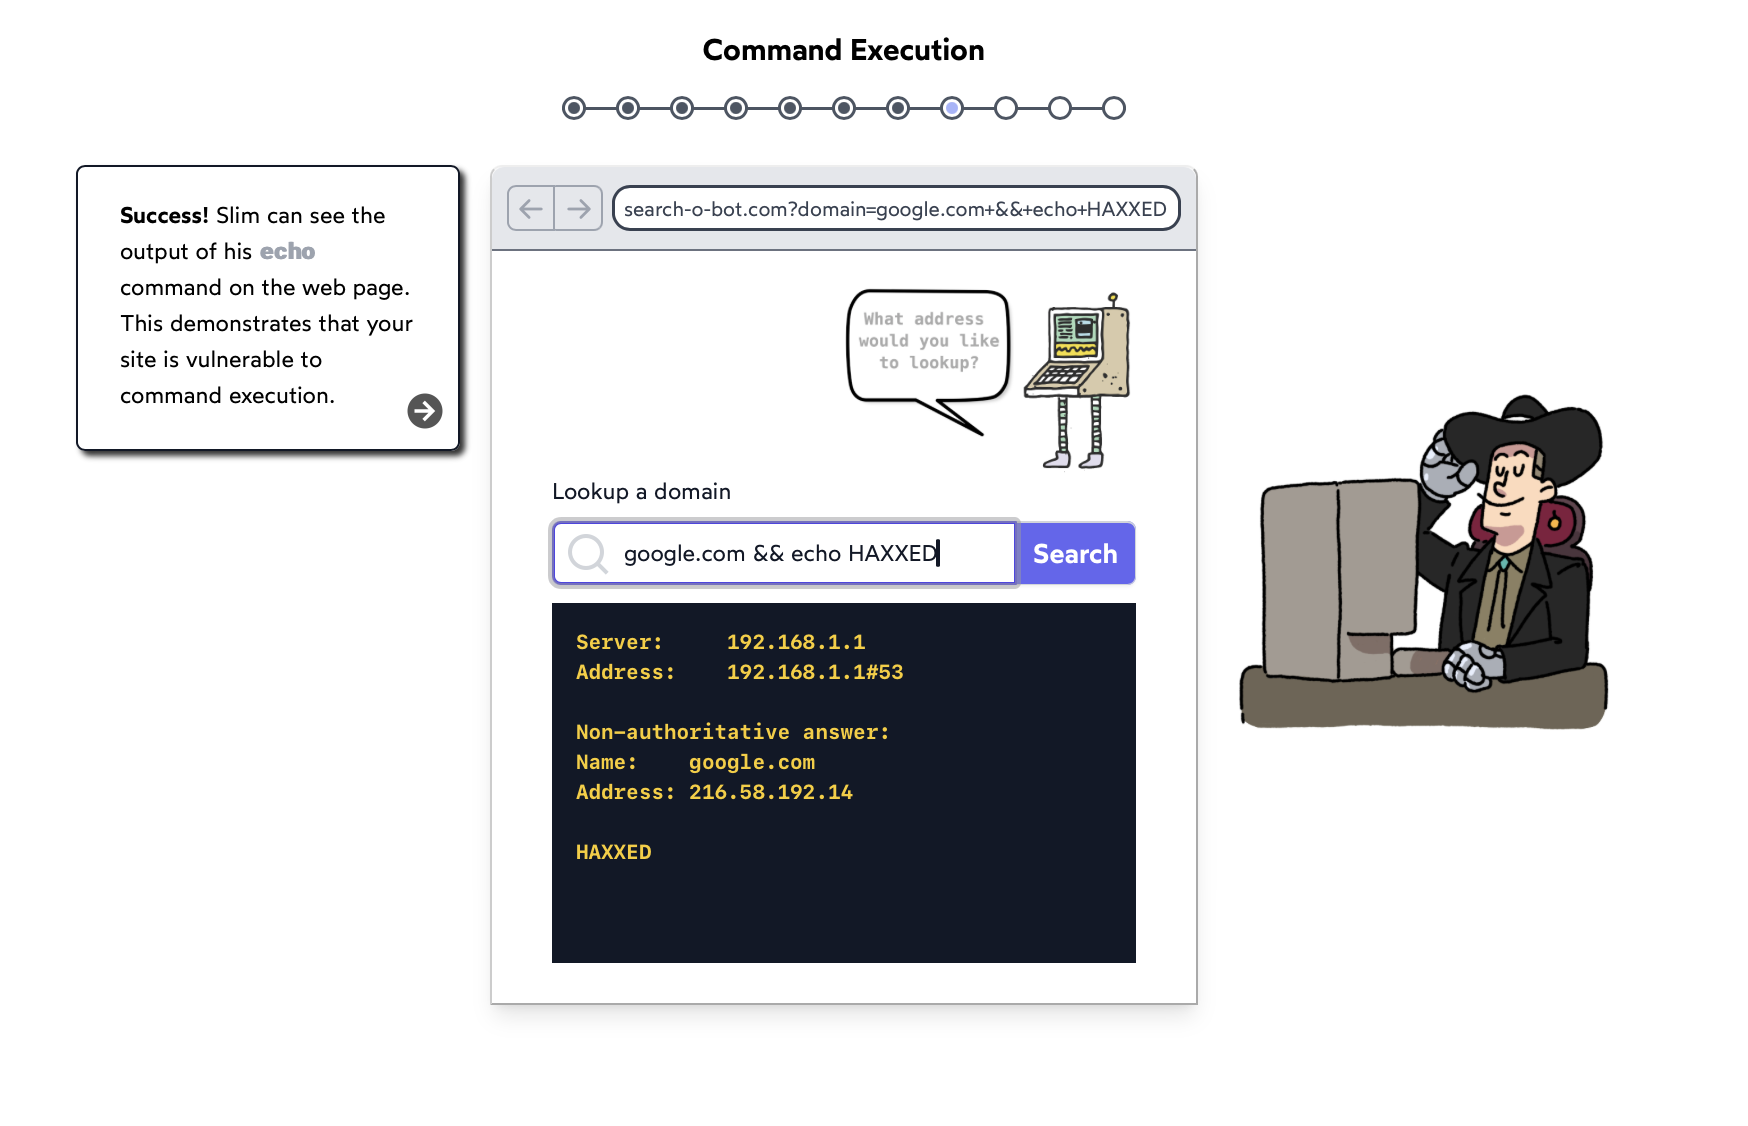 Command Execution
Success! Slim can see the
output of his echo
command on the web page.
This demonstrates that your
site is vulnerable to
command execution.
search-o-bot.com?domain=google.com+&&+echo+HAXXED
What address
would you like
to lookup?
Lookup a domain
google.com && echo HAXXED
Search
Server:     192.168.1.1
Address:    192.168.1.1#53
Non-authoritative answer:
Name:    google.com
Address: 216.58.192.14
HAXXED